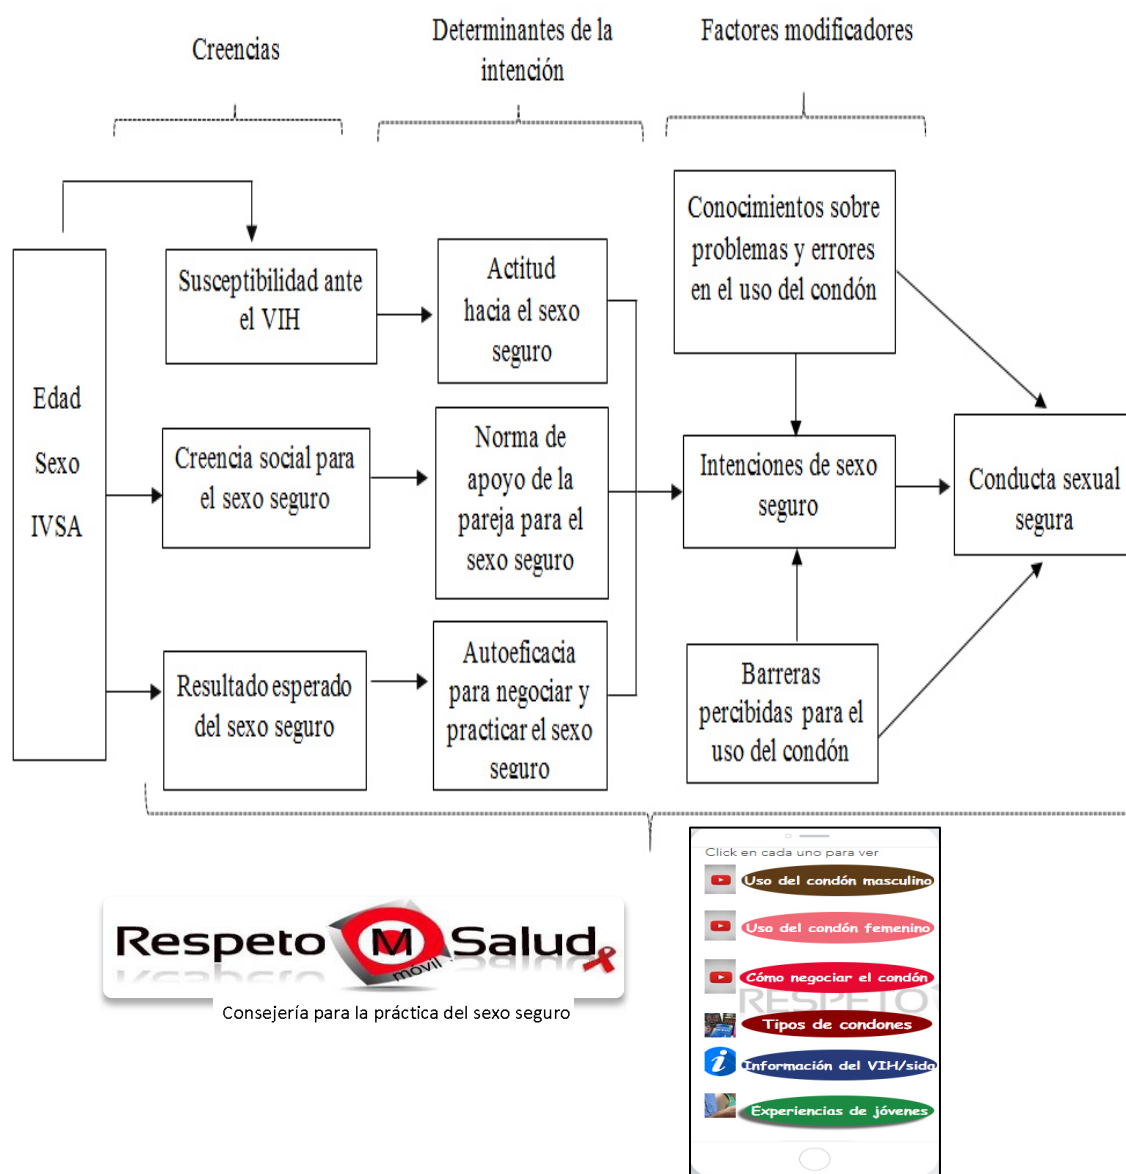 Creencias
Determinantes de la
intención
Factores modificadores
Edad
Sexo
IVSA
Susceptibilidad ante
el VIH
Creencia social para
el sexo seguro
Resultado esperado
del sexo seguro
Actitud
hacia el sexo
seguro
Norma de
apoyo de la
pareja para el
sexo seguro
Autoeficacia
para negociar y
practicar el sexo
seguro
Conocimientos sobre
problemas y errores
en el uso del condón
Intenciones de sexo
seguro
Barreras
percibidas para el
uso del condón
Conducta sexual
segura
Respeto M Salud
móvil
Consejería para la práctica del sexo seguro
Click en cada uno para ver
Uso del condón masculino
Uso del condón femenino
Cómo negociar el condón
RESPETO
Tipos de condones
i
Información del VIH/sida
Experiencias de jóvenes